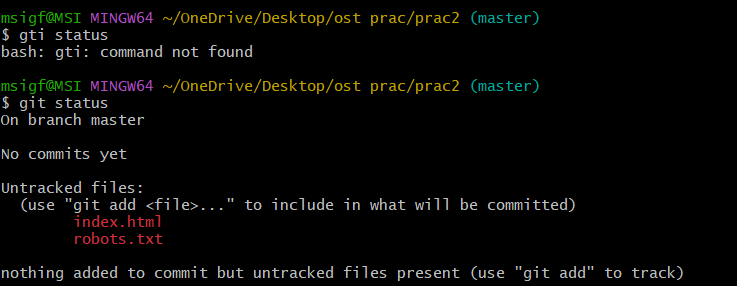 msigf@MSI MINGW64 ~/OneDrive/Desktop/ost prac/prac2 (master)
$ gti status
bash: gti: command not found
msigf@MSI MINGW64 ~/OneDrive/Desktop/ost prac/prac2 (master)
$ git status
On branch master
No commits yet
Untracked files:
  (use "git add <file>..." to include in what will be committed)
        index.html
        robots.txt
nothing added to commit but untracked files present (use "git add" to track)